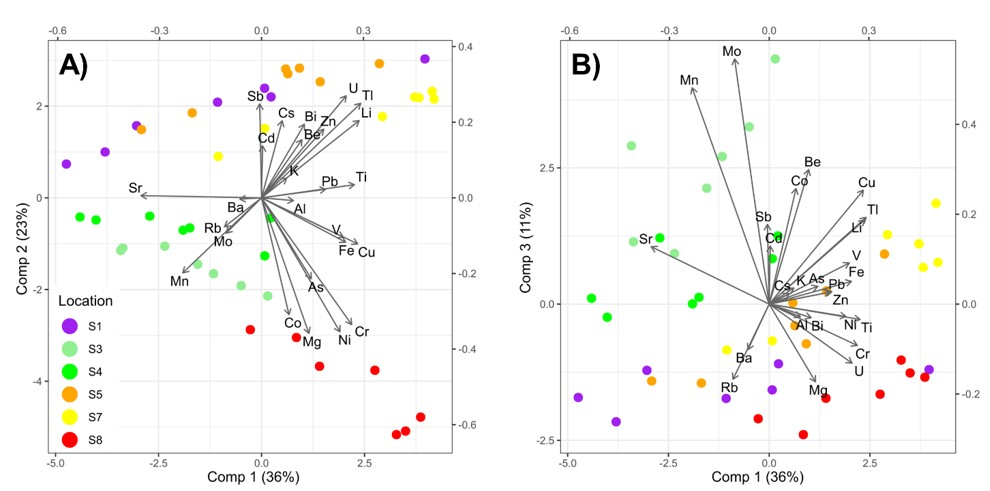 -0.6 -0.3 0.0 0.3
A)
Comp 2 (23%)
2
0.0
-2
-4
0.4
0.2
0.0
-0.2
-0.4
-0.6
U
Tl
Sb
Cs
Bi
Zn
Li
Cd
Be
K
Pb
Ti
Sr
Ba
Al
Rb
Mo
V
Fe
Cu
Mn
As
Co
Cr
Mg
Ni
Location
S1
S3
S4
S5
S7
S8
-5.0 -2.5 0.0 2.5
Comp 1 (36%)
-0.6 -0.3 0.0 0.3
B)
Comp 3 (11%)
2.5
0.0
-2.5
0.4
0.2
0.0
-0.2
Mo
Mn
Be
Co
Cu
Tl
Sb
Li
Cd
Sr
V
Fe
Cs
K
As
Pb
Zn
Al
Bi
Ni
Ti
Cr
Ba
U
Rb
Mg
-5.0 -2.5 0.0 2.5
Comp 1 (36%)